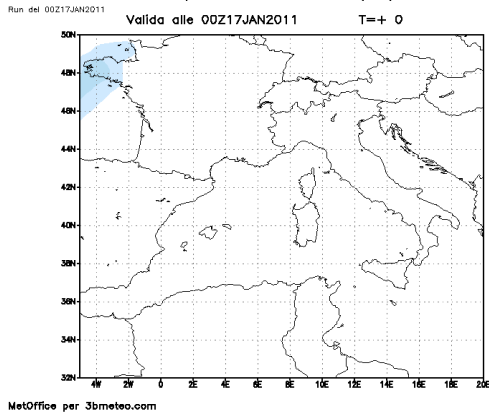 Run del 00Z17JAN2011
Valida alle 00Z17JAN2011 T=+ 0
50N
48N
46N
44N
42N
40N
38N
36N
34N
32N
4W 2W 0 2E 4E 6E 8E 10E 12E 14E 16E 18E 20E
MetOffice per 3bmeteo.com